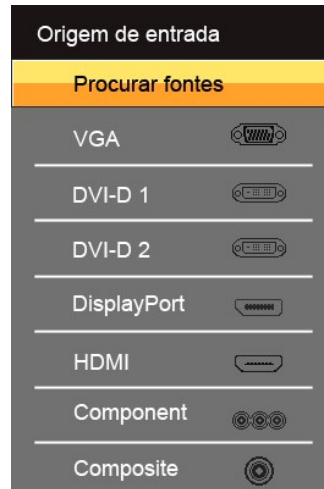 Origem de entrada
Procurar fontes
VGA
DVI-D 1
DVI-D 2
DisplayPort
HDMI
Component
Composite